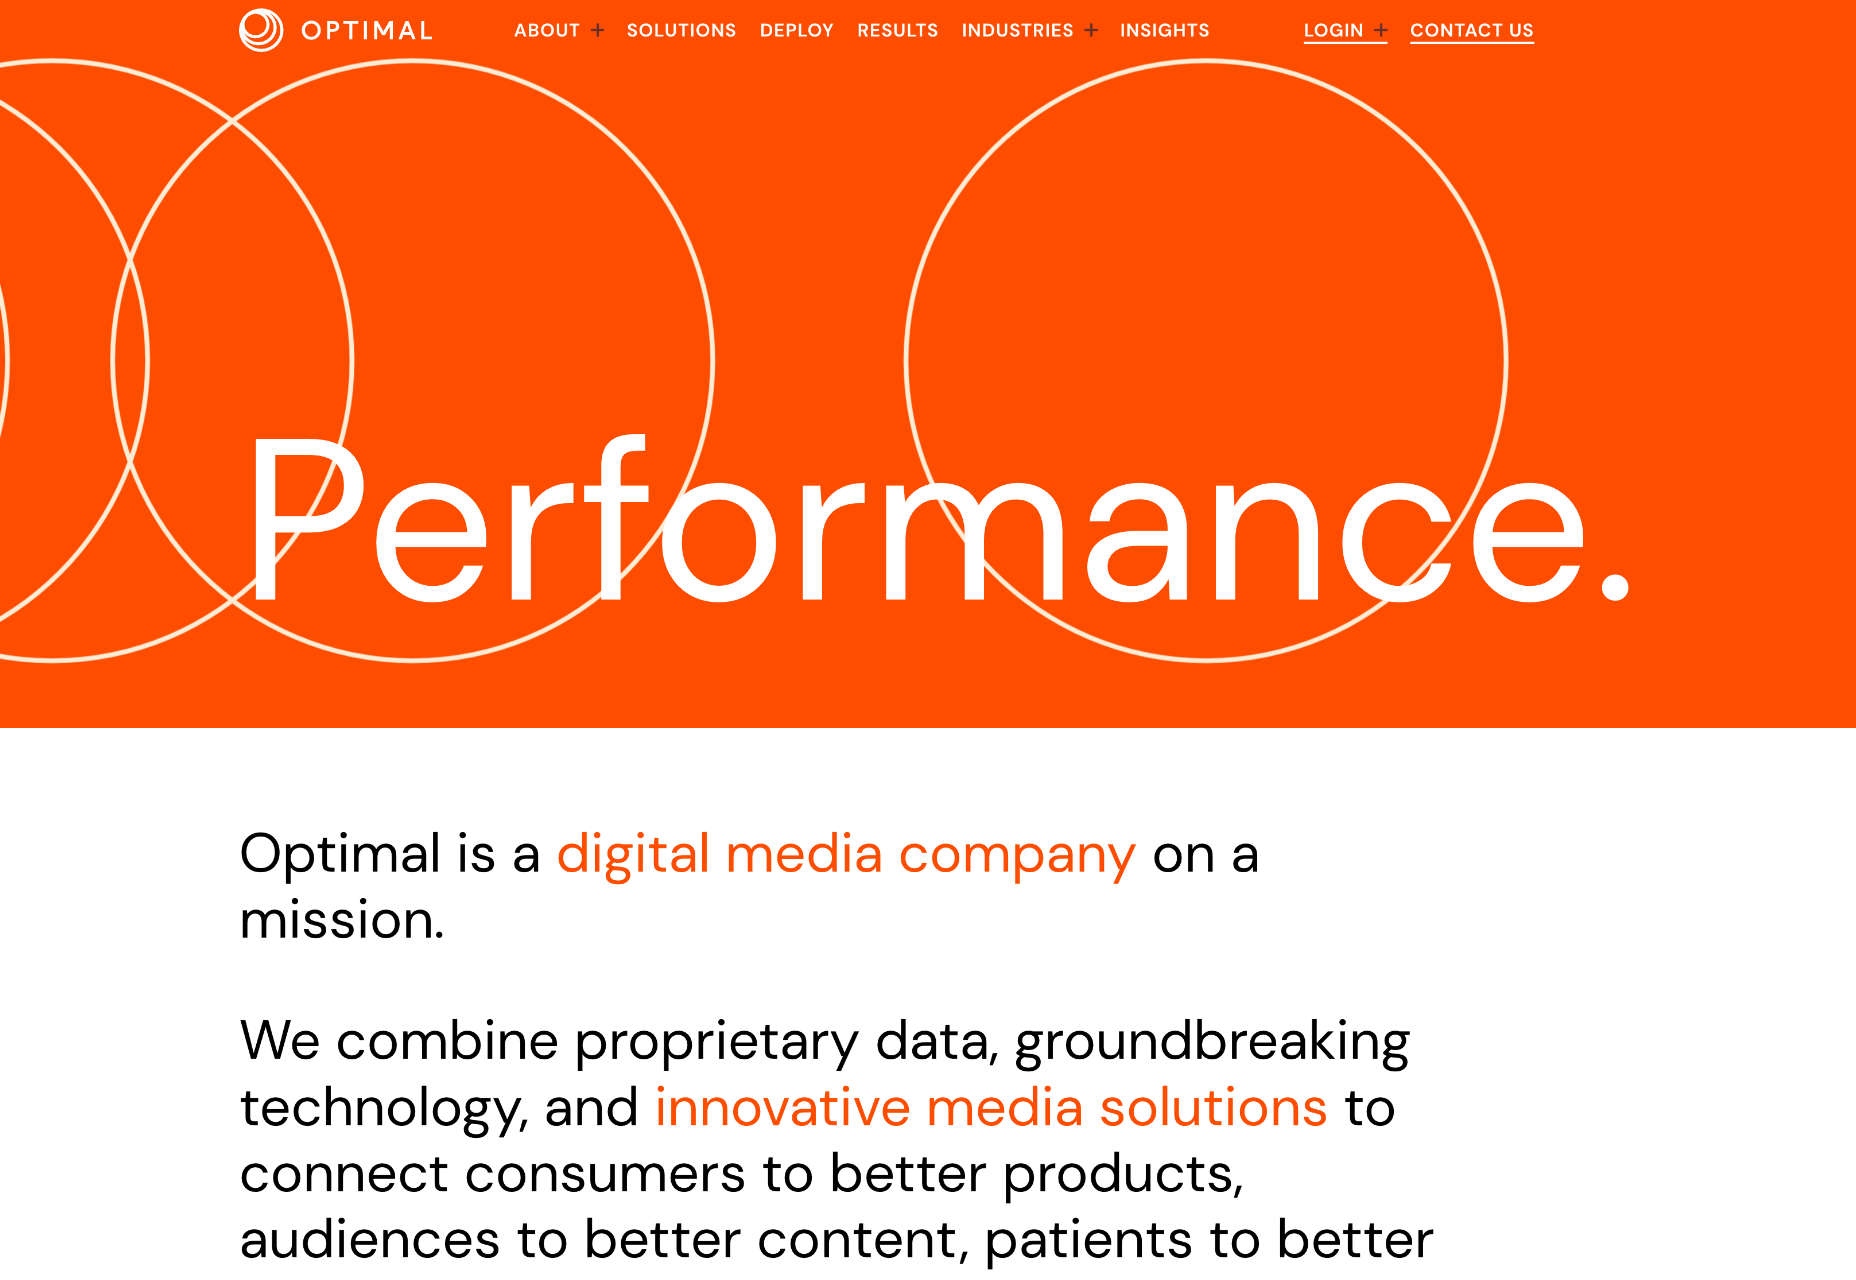 OPTIMAL ABOUT + SOLUTIONS DEPLOY RESULTS INDUSTRIES + INSIGHTS LOGIN + CONTACT US
Performance.
Optimal is a digital media company on a
mission.
We combine proprietary data, groundbreaking
technology, and innovative media solutions to
connect consumers to better products,
audiences to better content, patients to better